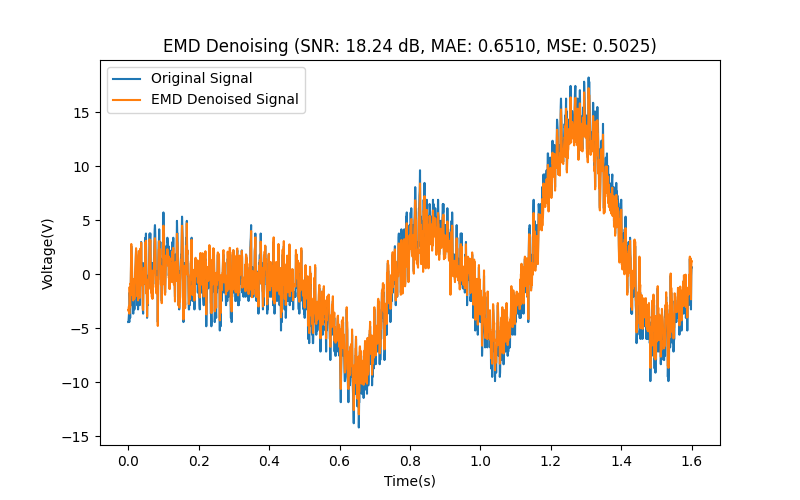 EMD Denoising (SNR: 18.24 dB, MAE: 0.6510, MSE: 0.5025)
Original Signal
EMD Denoised Signal
Voltage(V)
15
10
5
0
−5
−10
−15
0.0 0.2 0.4 0.6 0.8 1.0 1.2 1.4 1.6
Time(s)